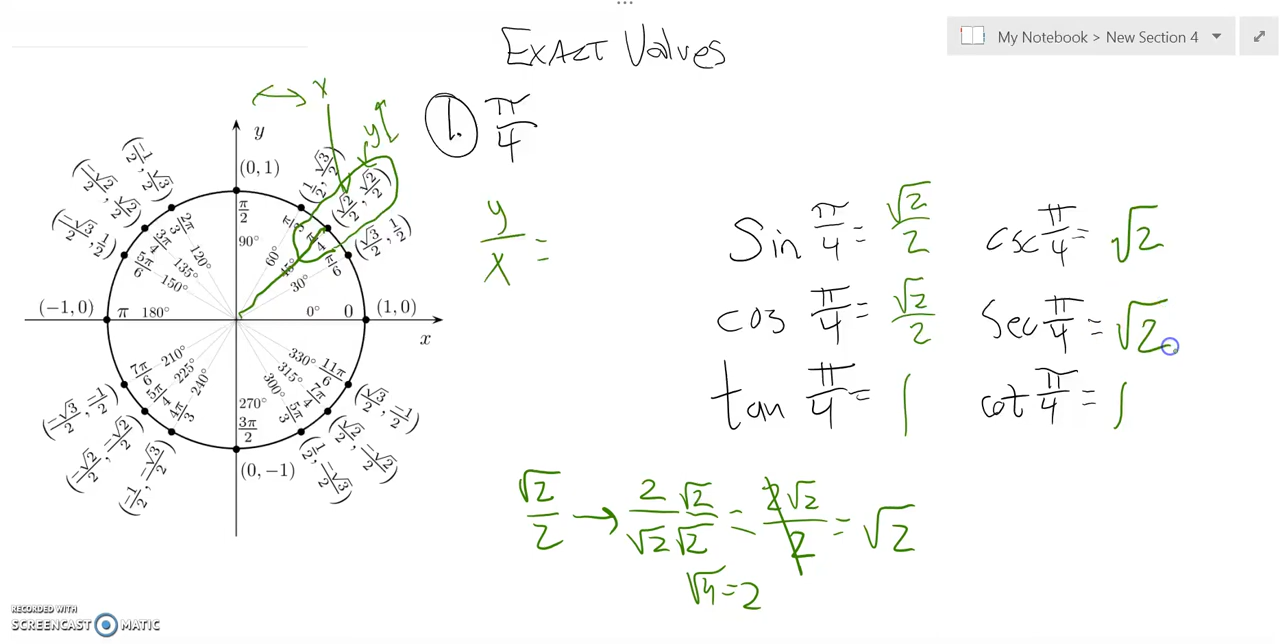 EXACT Values
My Notebook > New Section 4
x
y
1. π/4
y
(0, 1)
(1/2, √3/2)
(√2/2, √2/2)
(√3/2, 1/2)
(-1/2, √3/2)
(-√2/2, √2/2)
(-√3/2, 1/2)
π/2
π/3
π/4
π/6
2π/3
3π/4
5π/6
90°
60°
45°
30°
120°
135°
150°
(-1, 0)
π
180°
0°
0
(1, 0)
x
7π/6
5π/4
4π/3
210°
225°
240°
270°
3π/2
330°
315°
300°
11π/6
7π/4
5π/3
(-√3/2, -1/2)
(-√2/2, -√2/2)
(-1/2, -√3/2)
(0, -1)
(√3/2, -1/2)
(√2/2, -√2/2)
(1/2, -√3/2)
y/x =
Sin π/4 = √2/2
csc π/4 = √2
cos π/4 = √2/2
sec π/4 = √2
tan π/4 = 1
cot π/4 = 1
√2/2 → 2√2/√2√2 = 2√2/2 = √2
√4 = 2
RECORDED WITH
SCREENCAST MATIC